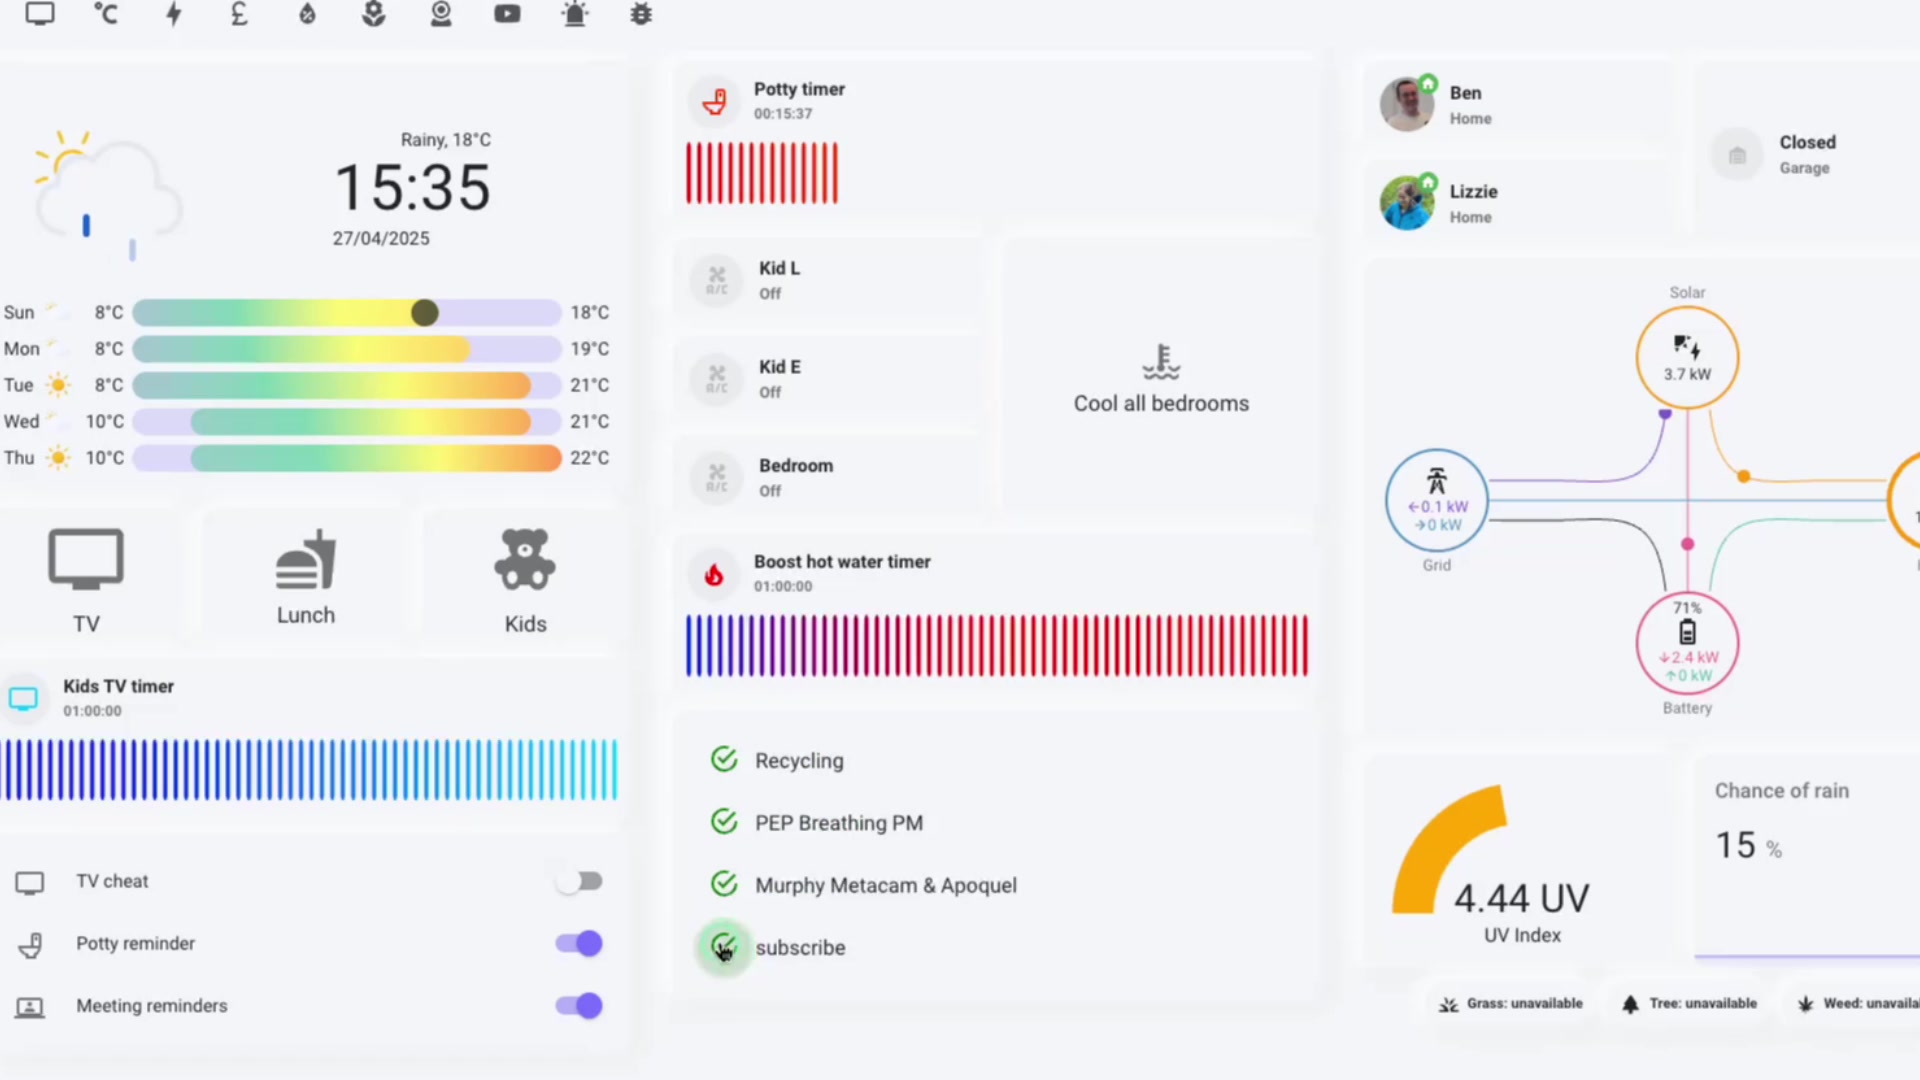 Rainy, 18°C
15:35
27/04/2025
Sun 8°C 18°C
Mon 8°C 19°C
Tue 8°C 21°C
Wed 10°C 21°C
Thu 10°C 22°C
TV
Lunch
Kids
Kids TV timer
01:00:00
TV cheat
Potty reminder
Meeting reminders
Potty timer
00:15:37
A/C
Kid L
Off
A/C
Kid E
Off
A/C
Bedroom
Off
Cool all bedrooms
Boost hot water timer
01:00:00
Recycling
PEP Breathing PM
Murphy Metacam & Apoquel
subscribe
Ben
Home
Lizzie
Home
Closed
Garage
Solar
3.7 kW
←0.1 kW
→0 kW
Grid
71%
↓2.4 kW
↑0 kW
Battery
4.44 UV
UV Index
Chance of rain
15 %
Grass: unavailable
Tree: unavailable
Weed: